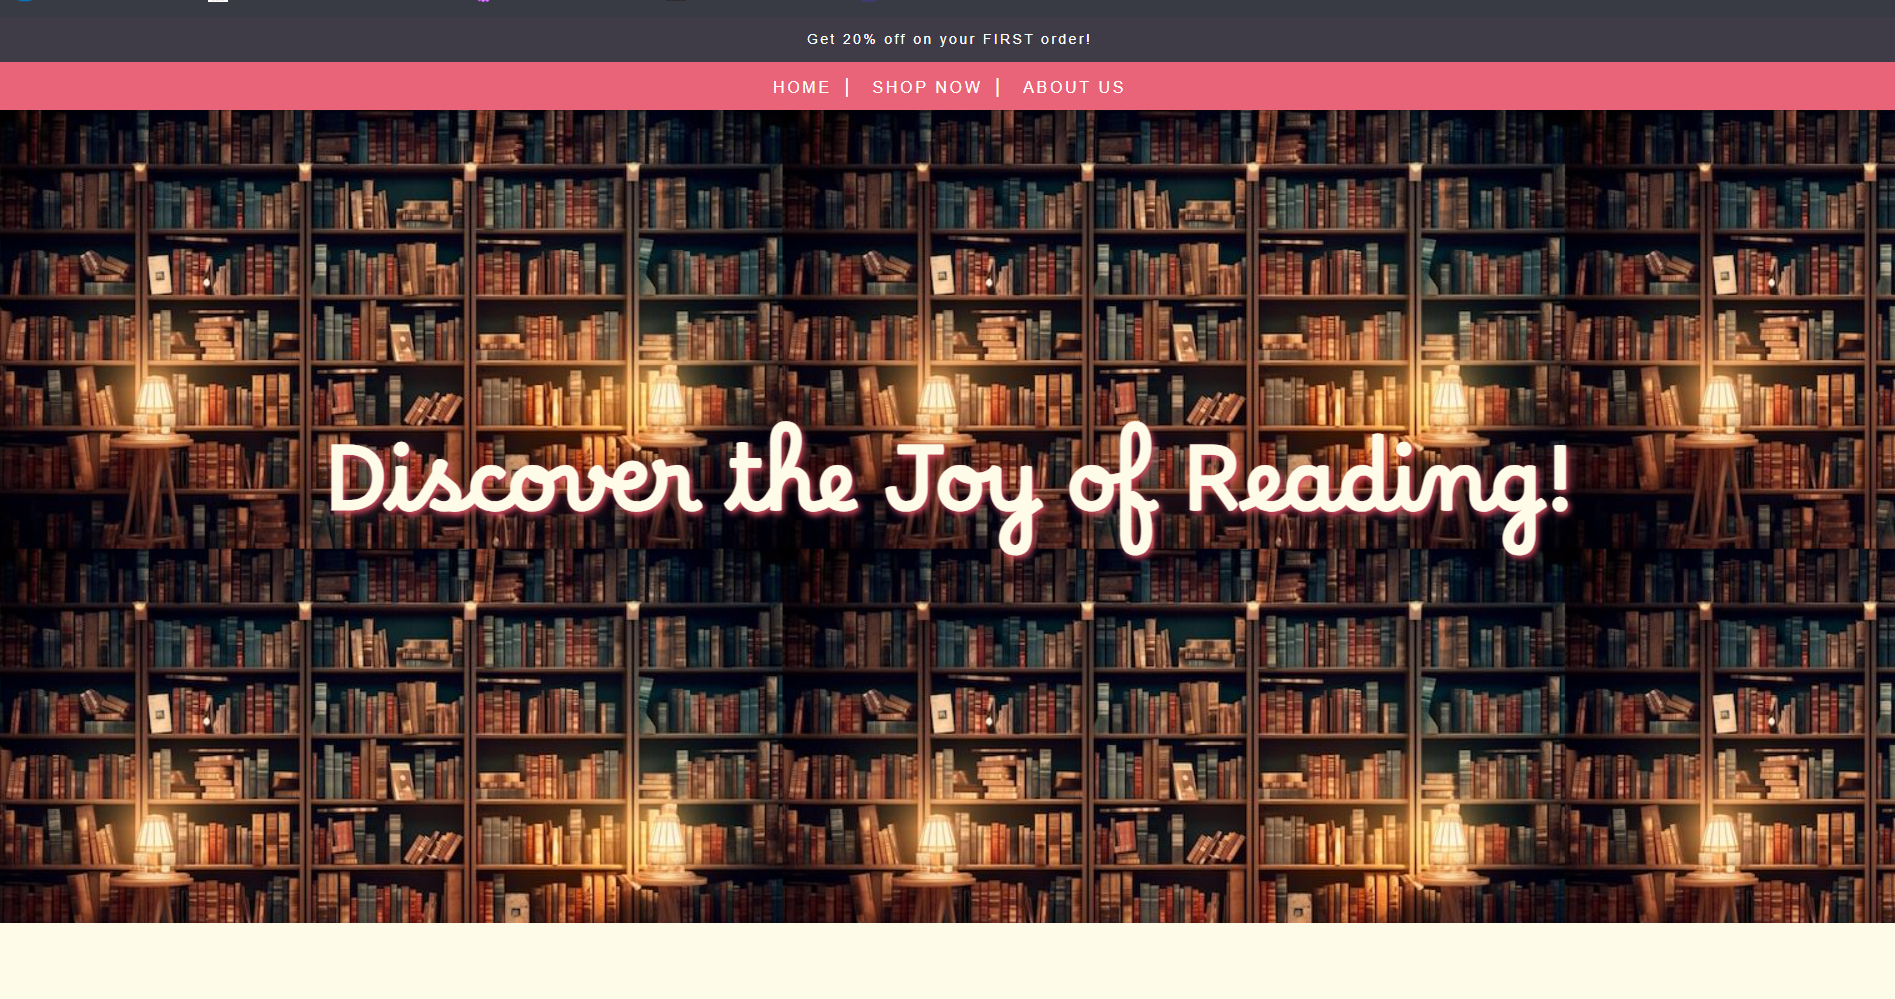 Get 20% off on your FIRST order!
HOME | SHOP NOW | ABOUT US
Discover the Joy of Reading!